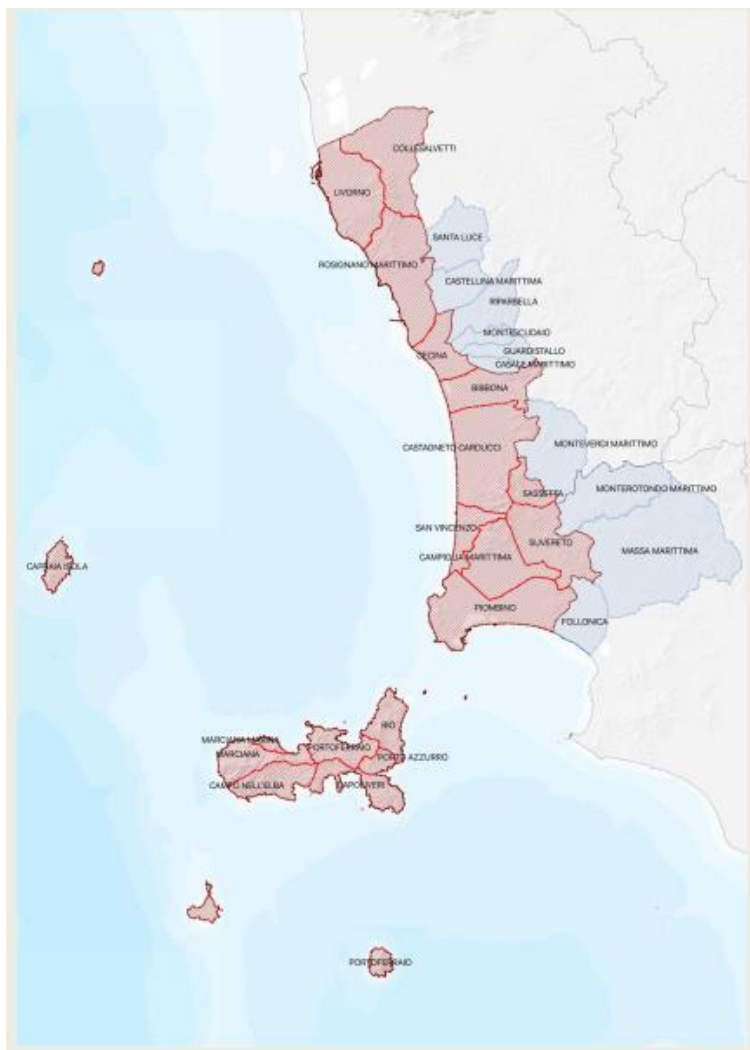 COLLESALVETTI
LIVORNO
SANTA LUCE
ROSIGNANO MARITTIMO
CASTELLINA MARITTIMA
RIPARBELLA
MONTESCUDAIO
GUARDISTALLO
CECINA
CASALE MARITTIMO
BIBBONA
MONTEVERDI MARITTIMO
CASTAGNETO CARDUCCI
MONTEROTONDO MARITTIMO
SASSETTA
SAN VINCENZO
SUVERETO
MASSA MARITTIMA
CAMPIGLIA MARITTIMA
CAPRAIA ISOLA
PIOMBINO
FOLLONICA
RIO
MARCIANA MARINA
PORTOFERRAIO
MARCIANA
PORTO AZZURRO
CAMPO NELL'ELBA
CAPOLIVERI
PORTOFERRAIO